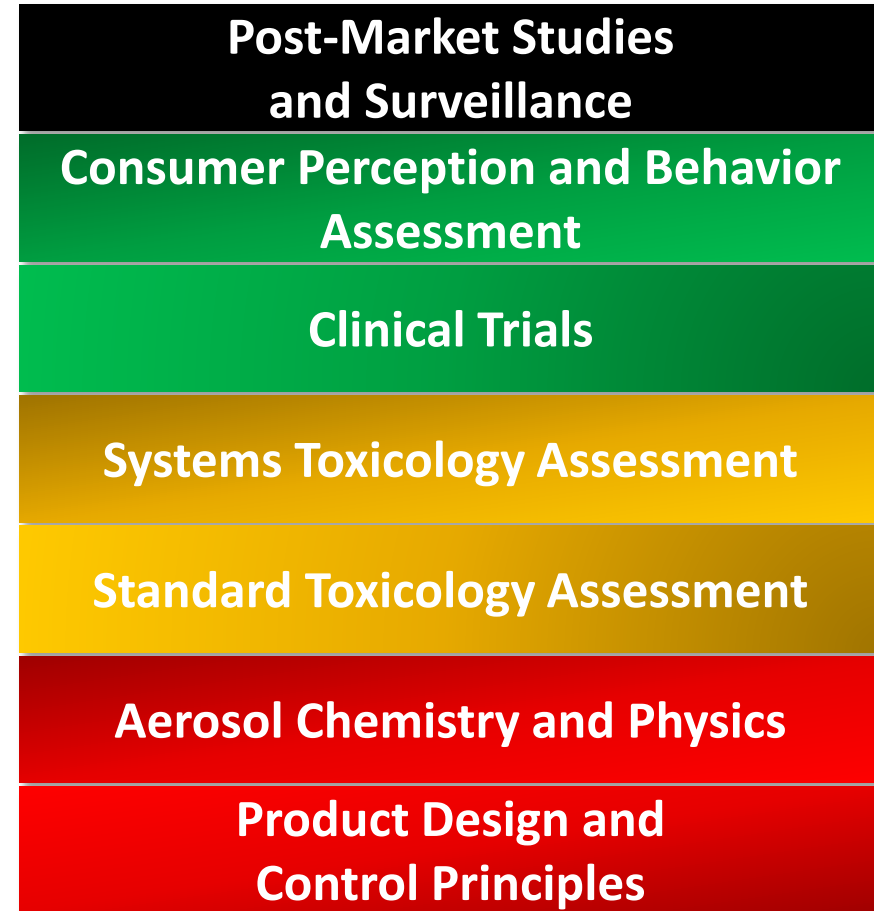 Post-Market Studies
and Surveillance
Consumer Perception and Behavior
Assessment
Clinical Trials
Systems Toxicology Assessment
Standard Toxicology Assessment
Aerosol Chemistry and Physics
Product Design and
Control Principles